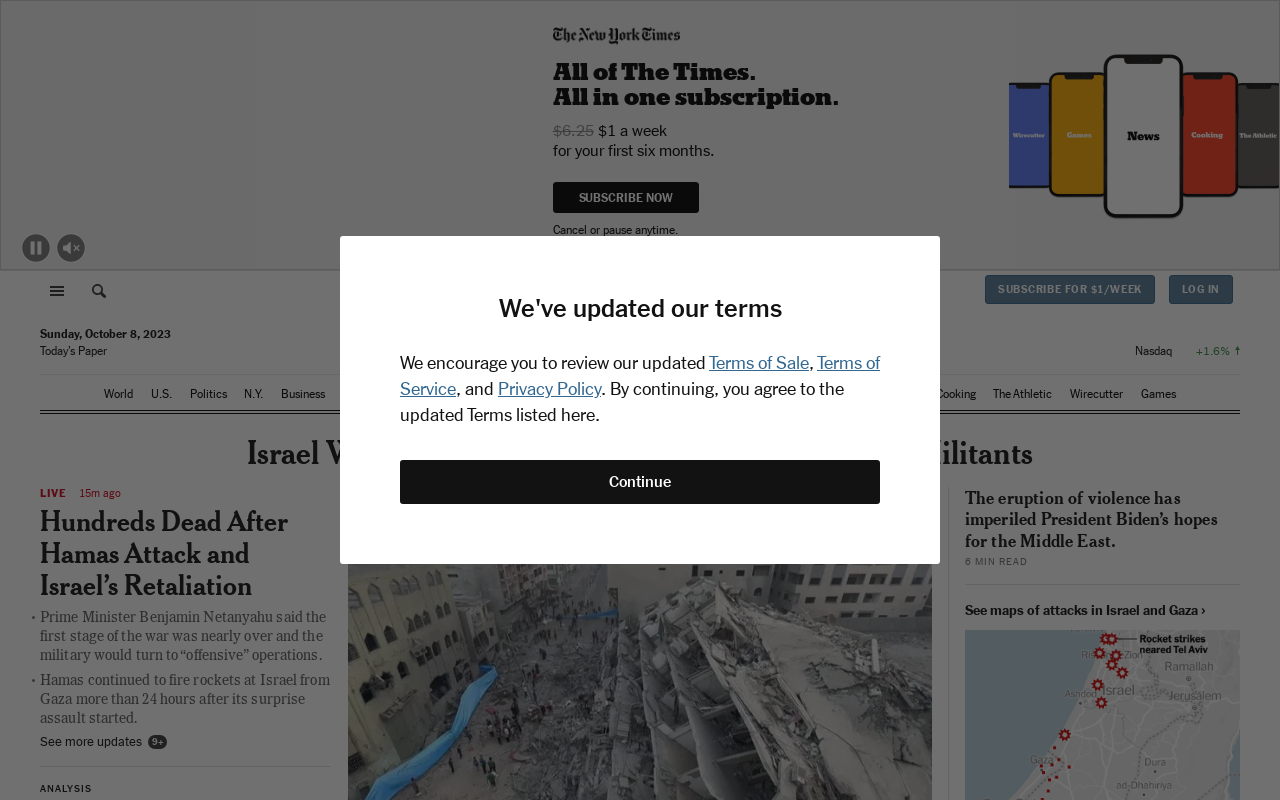 The New York Times
All of The Times.
All in one subscription.
$6.25 $1 a week
for your first six months.
SUBSCRIBE NOW
Cancel or pause anytime.
Wirecutter
Games
News
Cooking
The Athletic
SUBSCRIBE FOR $1/WEEK
LOG IN
Sunday, October 8, 2023
Today's Paper
Nasdaq +1.6% ↑
World U.S. Politics N.Y. Business Cooking The Athletic Wirecutter Games
We've updated our terms
We encourage you to review our updated Terms of Sale, Terms of
Service, and Privacy Policy. By continuing, you agree to the
updated Terms listed here.
Continue
Israel
LIVE 15m ago
Hundreds Dead After
Hamas Attack and
Israel’s Retaliation
• Prime Minister Benjamin Netanyahu said the
first stage of the war was nearly over and the
military would turn to “offensive” operations.
• Hamas continued to fire rockets at Israel from
Gaza more than 24 hours after its surprise
assault started.
See more updates 9+
ANALYSIS
The eruption of violence has
imperiled President Biden’s hopes
for the Middle East.
6 MIN READ
See maps of attacks in Israel and Gaza ›
Rocket strikes
neared Tel Aviv
Ramallah
Israel
Jerusalem
Gaza
Dura
ad-Dhahiriya